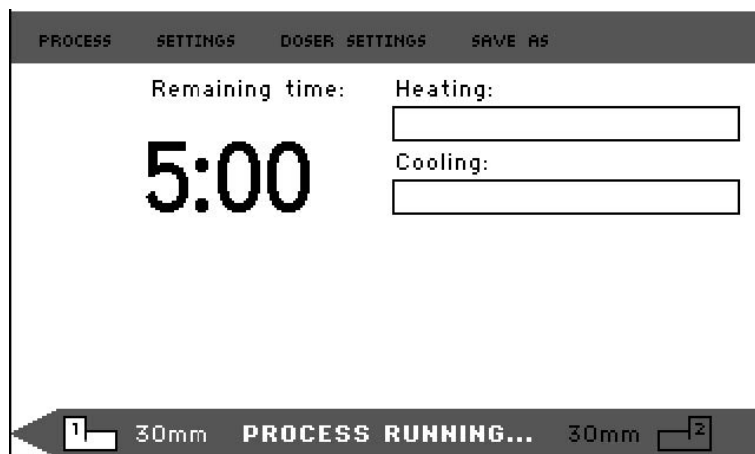 PROCESS SETTINGS DOSER SETTINGS SAVE AS
Remaining time: Heating:
5:00
Cooling:
1 30mm PROCESS RUNNING... 30mm 2